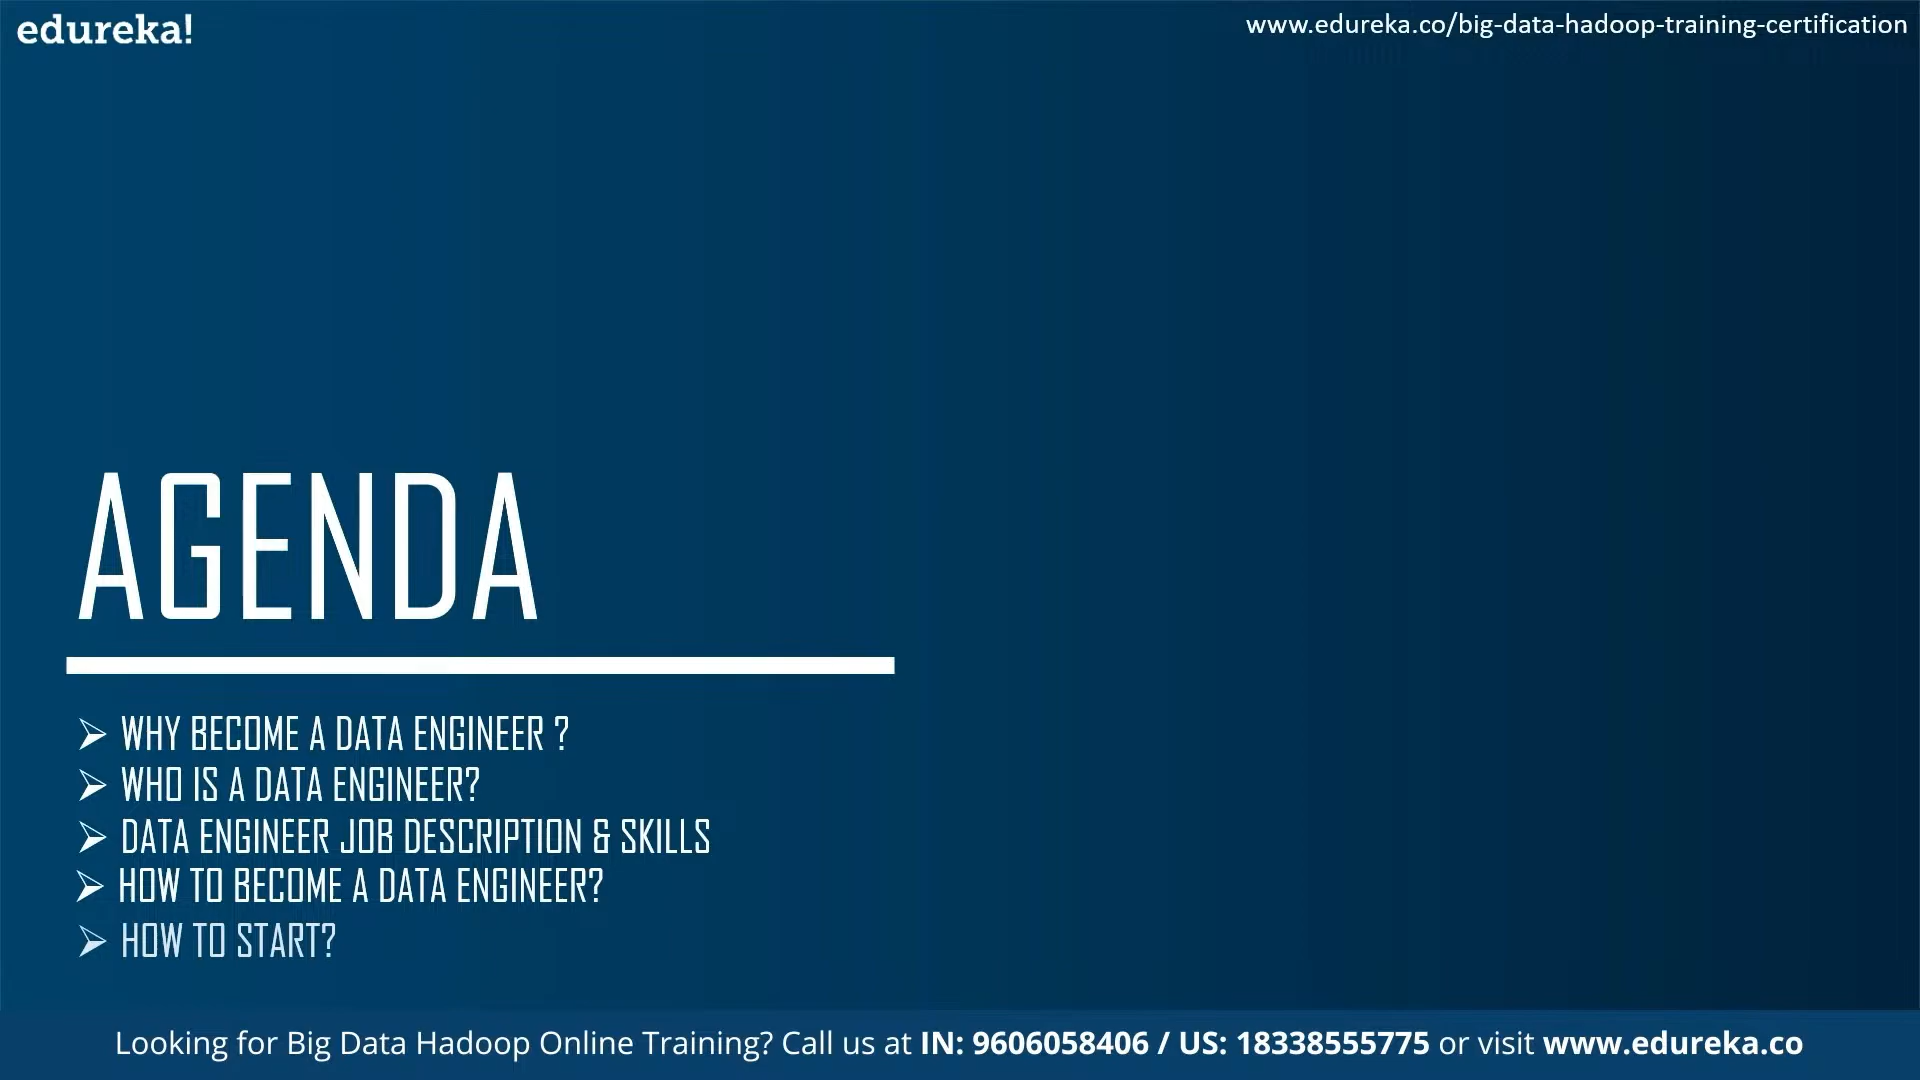 edureka!
www.edureka.co/big-data-hadoop-training-certification
AGENDA
➢ WHY BECOME A DATA ENGINEER ?
➢ WHO IS A DATA ENGINEER?
➢ DATA ENGINEER JOB DESCRIPTION & SKILLS
➢ HOW TO BECOME A DATA ENGINEER?
➢ HOW TO START?
Looking for Big Data Hadoop Online Training? Call us at IN: 9606058406 / US: 18338555775 or visit www.edureka.co